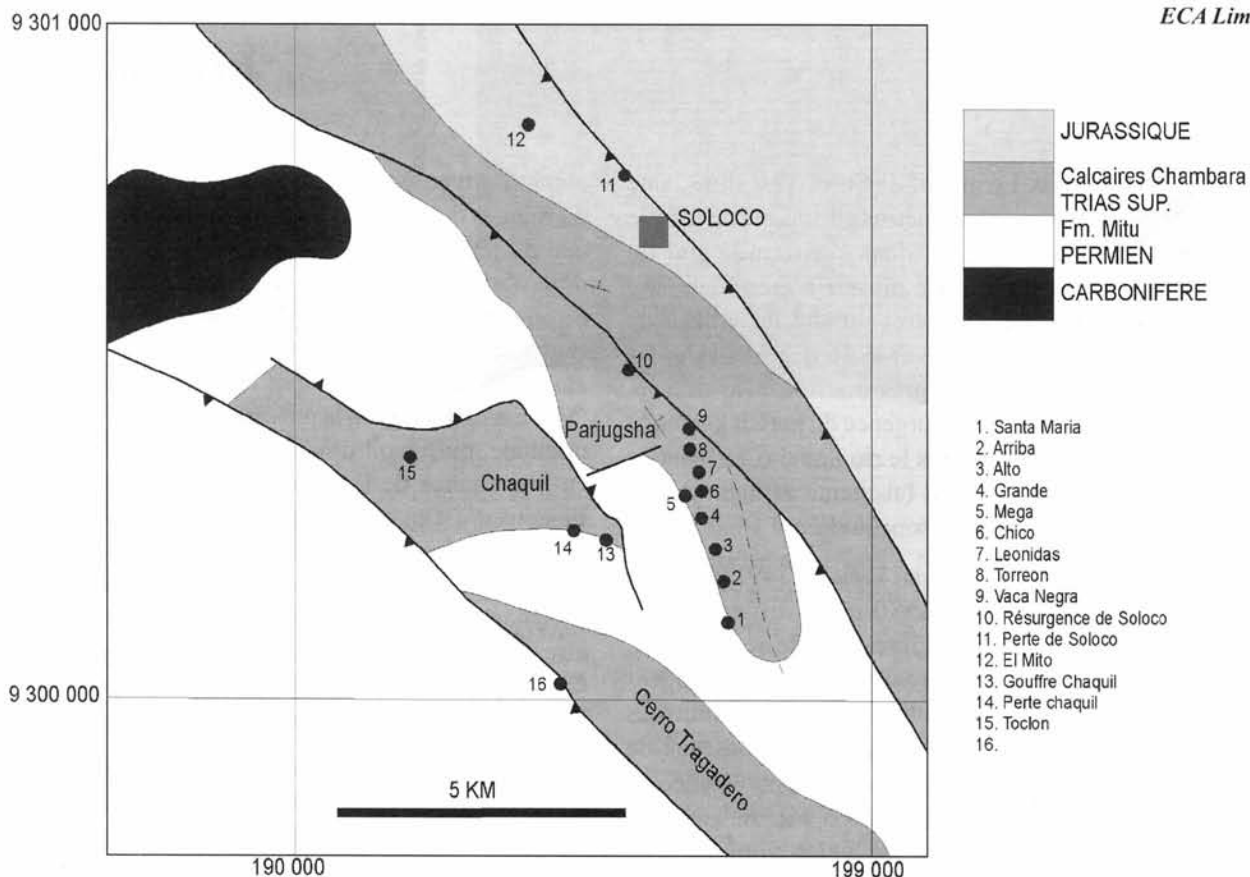 ECA Lim
9 301 000
JURASSIQUE
Calcaires Chambara
TRIAS SUP.
Fm. Mitu
PERMIEN
CARBONIFERE
12
11
SOLOCO
10
9
Parjugsha
8
7
15
Chaquil
5
6
4
14
13
3
2
1
1. Santa Maria
2. Arriba
3. Alto
4. Grande
5. Mega
6. Chico
7. Leonidas
8. Torreon
9. Vaca Negra
10. Résurgence de Soloco
11. Perte de Soloco
12. El Mito
13. Gouffre Chaquil
14. Perte chaquil
15. Toclon
16.
16
9 300 000
Cerro Tragadero
5 KM
190 000
199 000